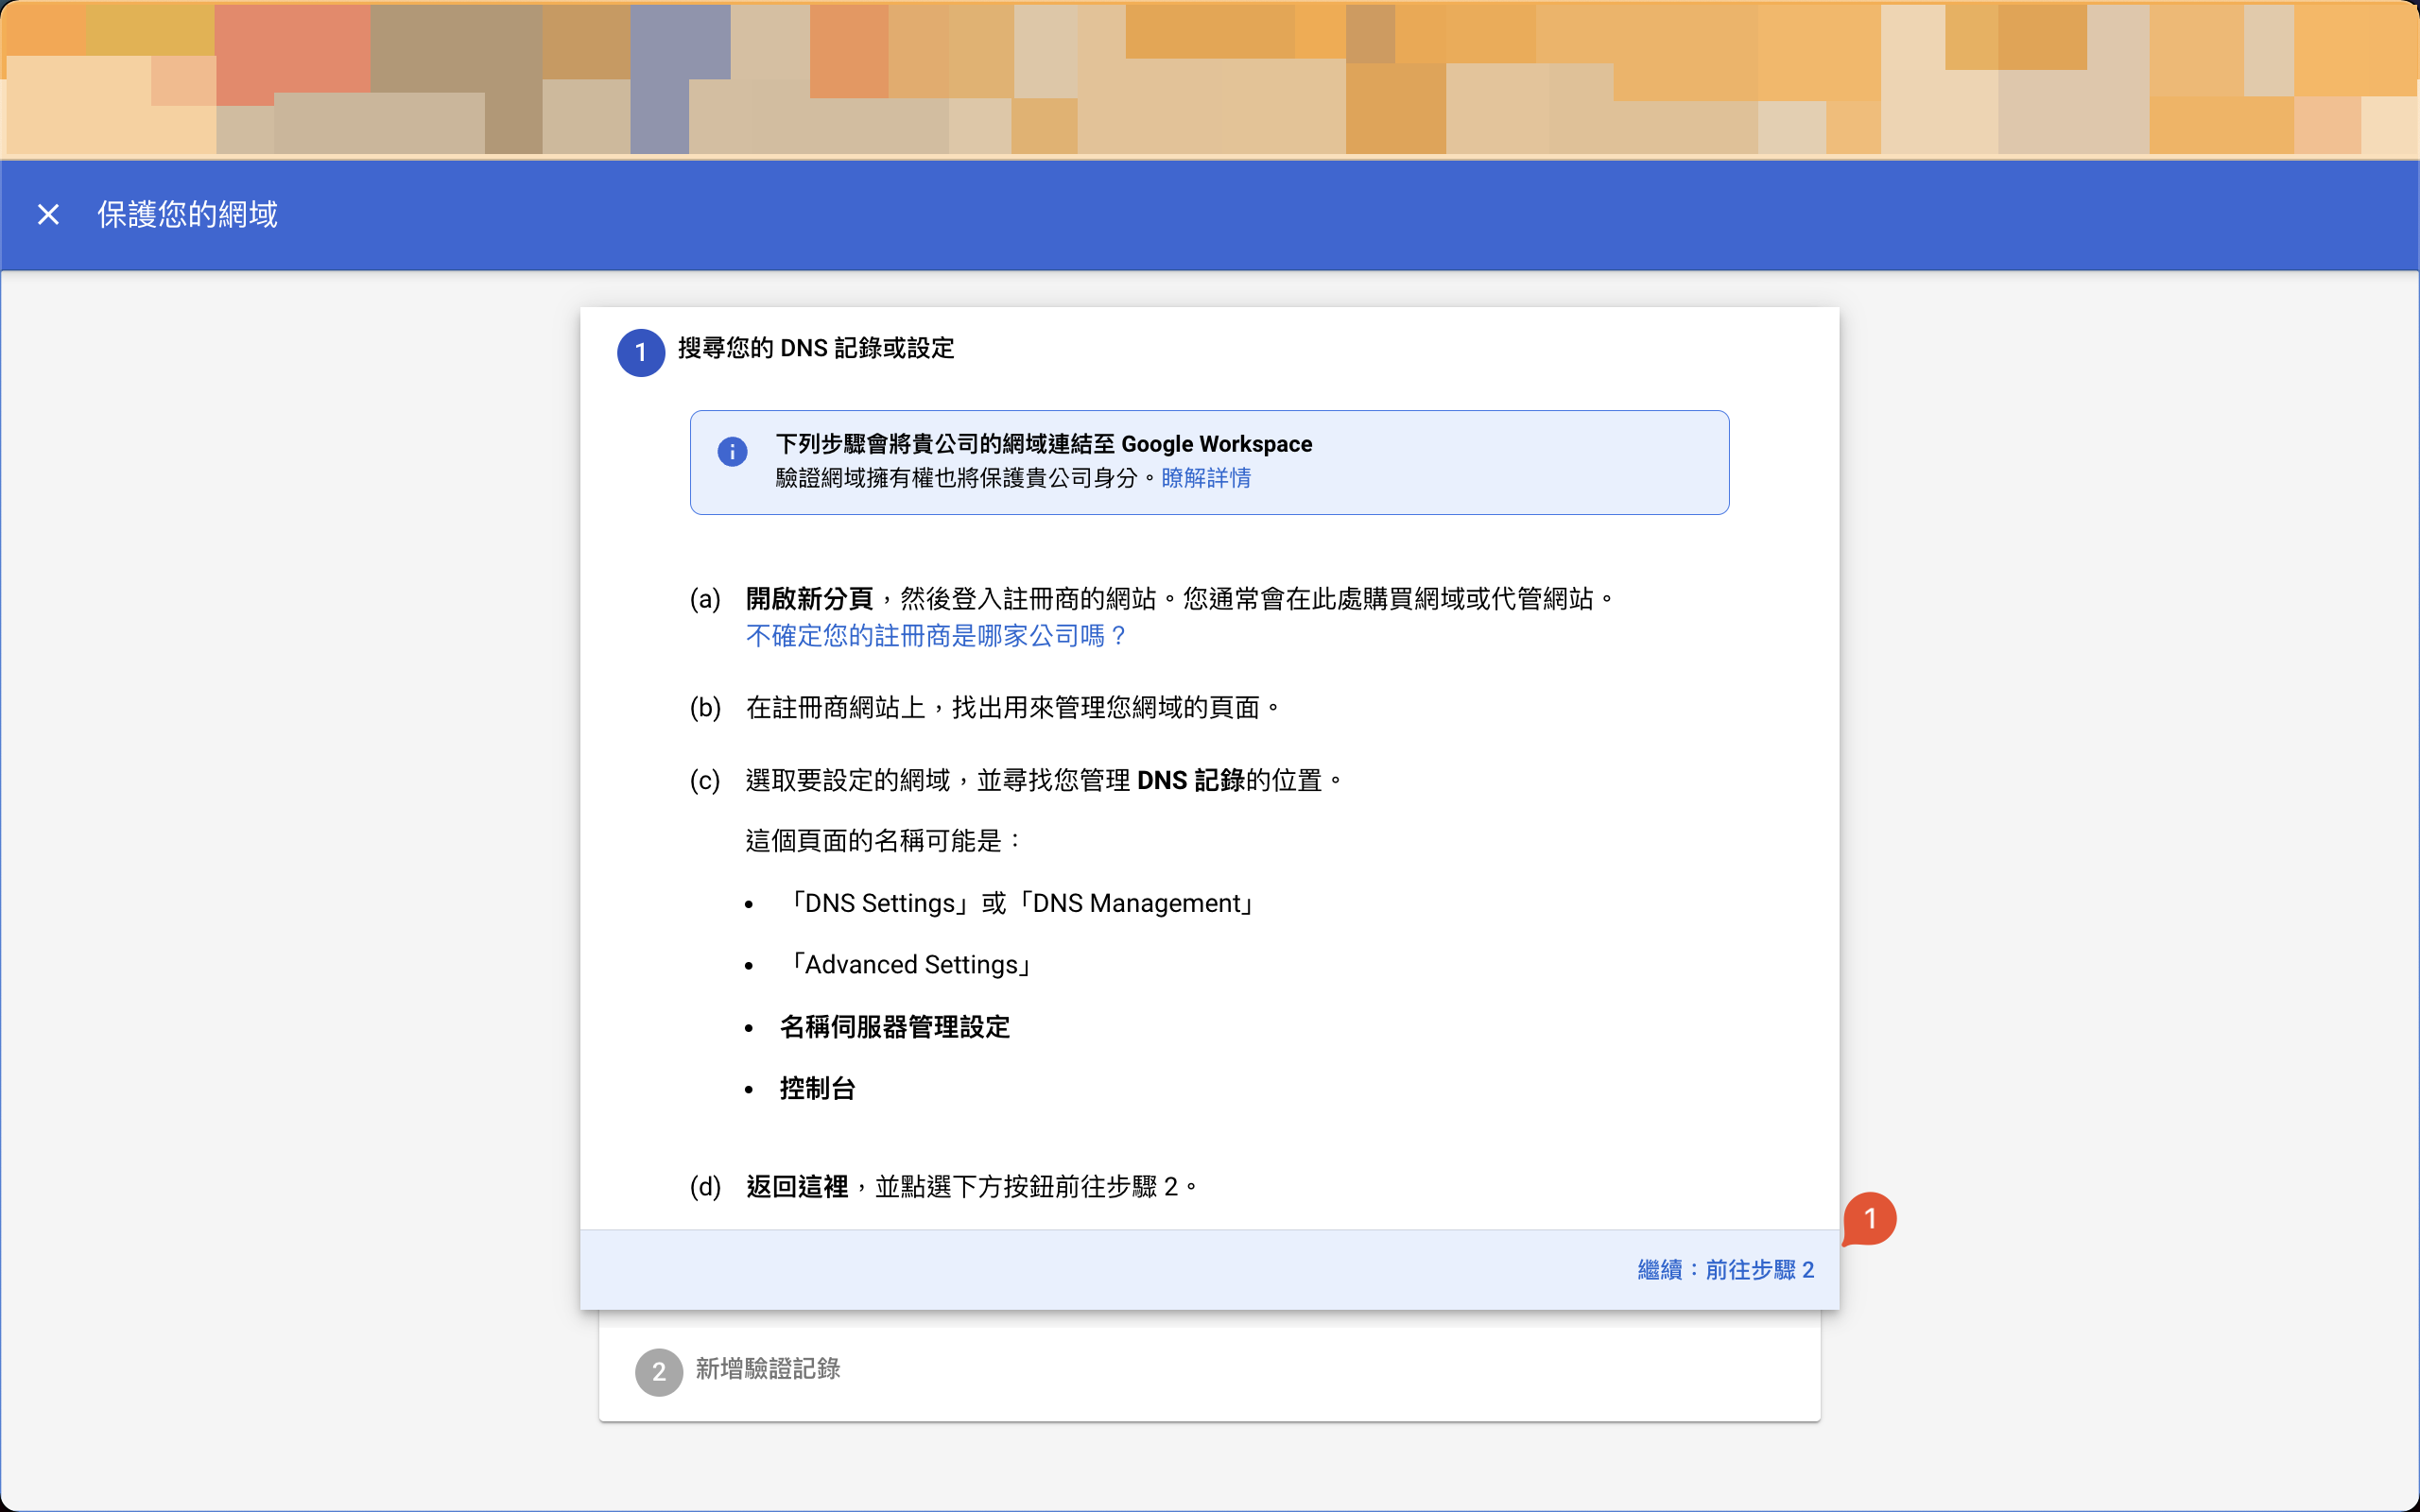 保護您的網域
1 搜尋您的 DNS 記錄或設定
下列步驟會將貴公司的網域連結至 Google Workspace
驗證網域擁有權也將保護貴公司身分。瞭解詳情
(a) 開啟新分頁，然後登入註冊商的網站。您通常會在此處購買網域或代管網站。
不確定您的註冊商是哪家公司嗎？
(b) 在註冊商網站上，找出用來管理您網域的頁面。
(c) 選取要設定的網域，並尋找您管理 DNS 記錄的位置。
這個頁面的名稱可能是：
• 「DNS Settings」或「DNS Management」
• 「Advanced Settings」
• 名稱伺服器管理設定
• 控制台
(d) 返回這裡，並點選下方按鈕前往步驟 2。
1
繼續：前往步驟 2
2 新增驗證記錄